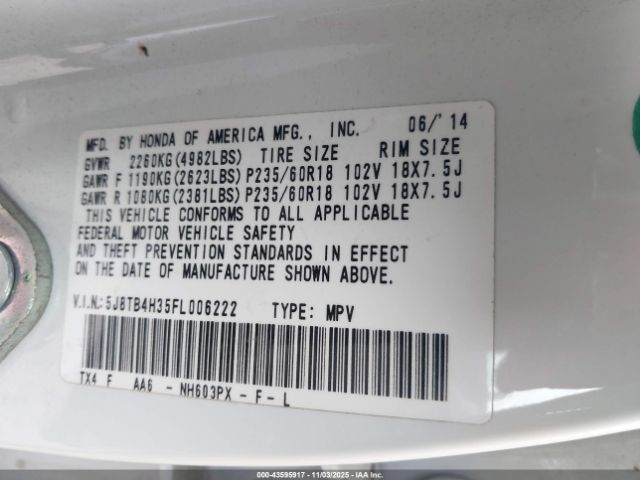 MFD. BY HONDA OF AMERICA MFG., INC. 06/'14
GVWR 2260KG(4982LBS) TIRE SIZE RIM SIZE
GAWR F 1190KG(2623LBS) P235/60R18 102V 18X7.5J
GAWR R 1080KG(2381LBS) P235/60R18 102V 18X7.5J
THIS VEHICLE CONFORMS TO ALL APPLICABLE
FEDERAL MOTOR VEHICLE SAFETY
AND THEFT PREVENTION STANDARDS IN EFFECT
ON THE DATE OF MANUFACTURE SHOWN ABOVE.
V.I.N.: 5J8TB4H35FL006222 TYPE: MPV
TX4 F AA6 - NH603PX - F - L
© IAA 43595917 - 11/03/2025 - iaai.com